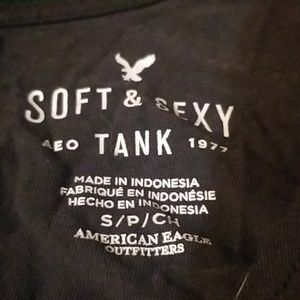 SOFT & SEXY
AEO TANK 1977
MADE IN INDONESIA
FABRIQUÉ EN INDONÉSIE
HECHO EN INDONESIA
S/P/CH
AMERICAN EAGLE
OUTFITTERS